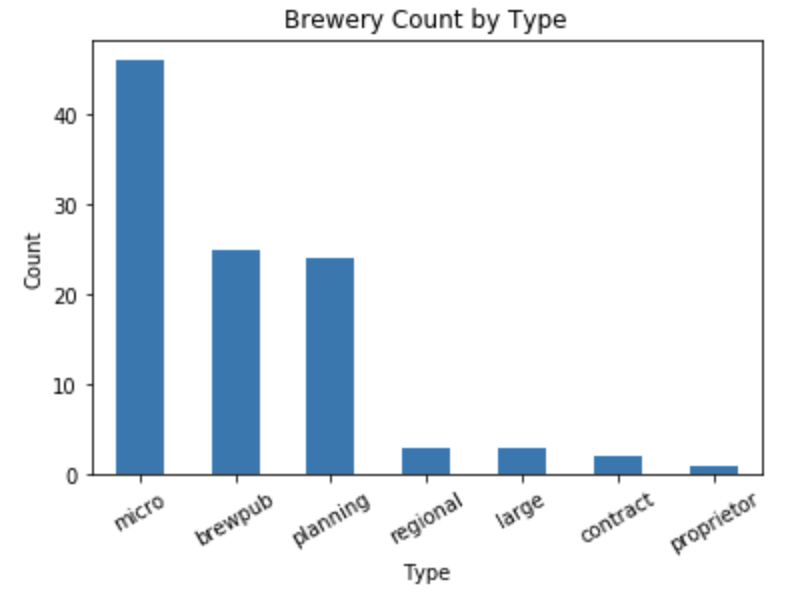 Brewery Count by Type
Count
40
30
20
10
0
micro
brewpub
planning
regional
large
contract
proprietor
Type